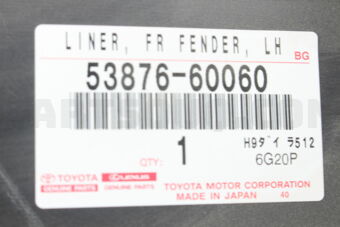 LINER, FR FENDER, LH
BG
53876-60060
QTY:
1
H9ダイラ512
6G20P
TOYOTA LEXUS
GENUINE PARTS GENUINE PARTS
TOYOTA MOTOR CORPORATION
MADE IN JAPAN 40